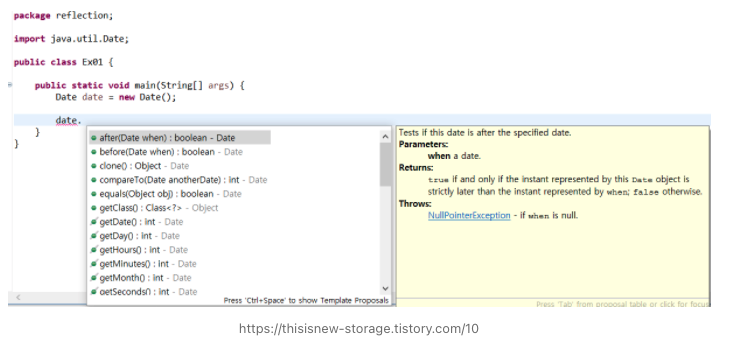 package reflection;
import java.util.Date;
public class Ex01 {
public static void main(String[] args) {
Date date = new Date();
date.
}
}
after(Date when) : boolean - Date
before(Date when) : boolean - Date
clone() : Object - Date
compareTo(Date anotherDate) : int - Date
equals(Object obj) : boolean - Date
getClass() : Class<?> - Object
getDate() : int - Date
getDay() : int - Date
getHours() : int - Date
getMinutes() : int - Date
getMonth() : int - Date
getSeconds() : int - Date
Press 'Ctrl+Space' to show Template Proposals
Tests if this date is after the specified date.
Parameters:
when a date.
Returns:
true if and only if the instant represented by this Date object is
strictly later than the instant represented by when; false otherwise.
Throws:
NullPointerException - if when is null.
Press 'Tab' from proposal table or click for focus
https://thisisnew-storage.tistory.com/10